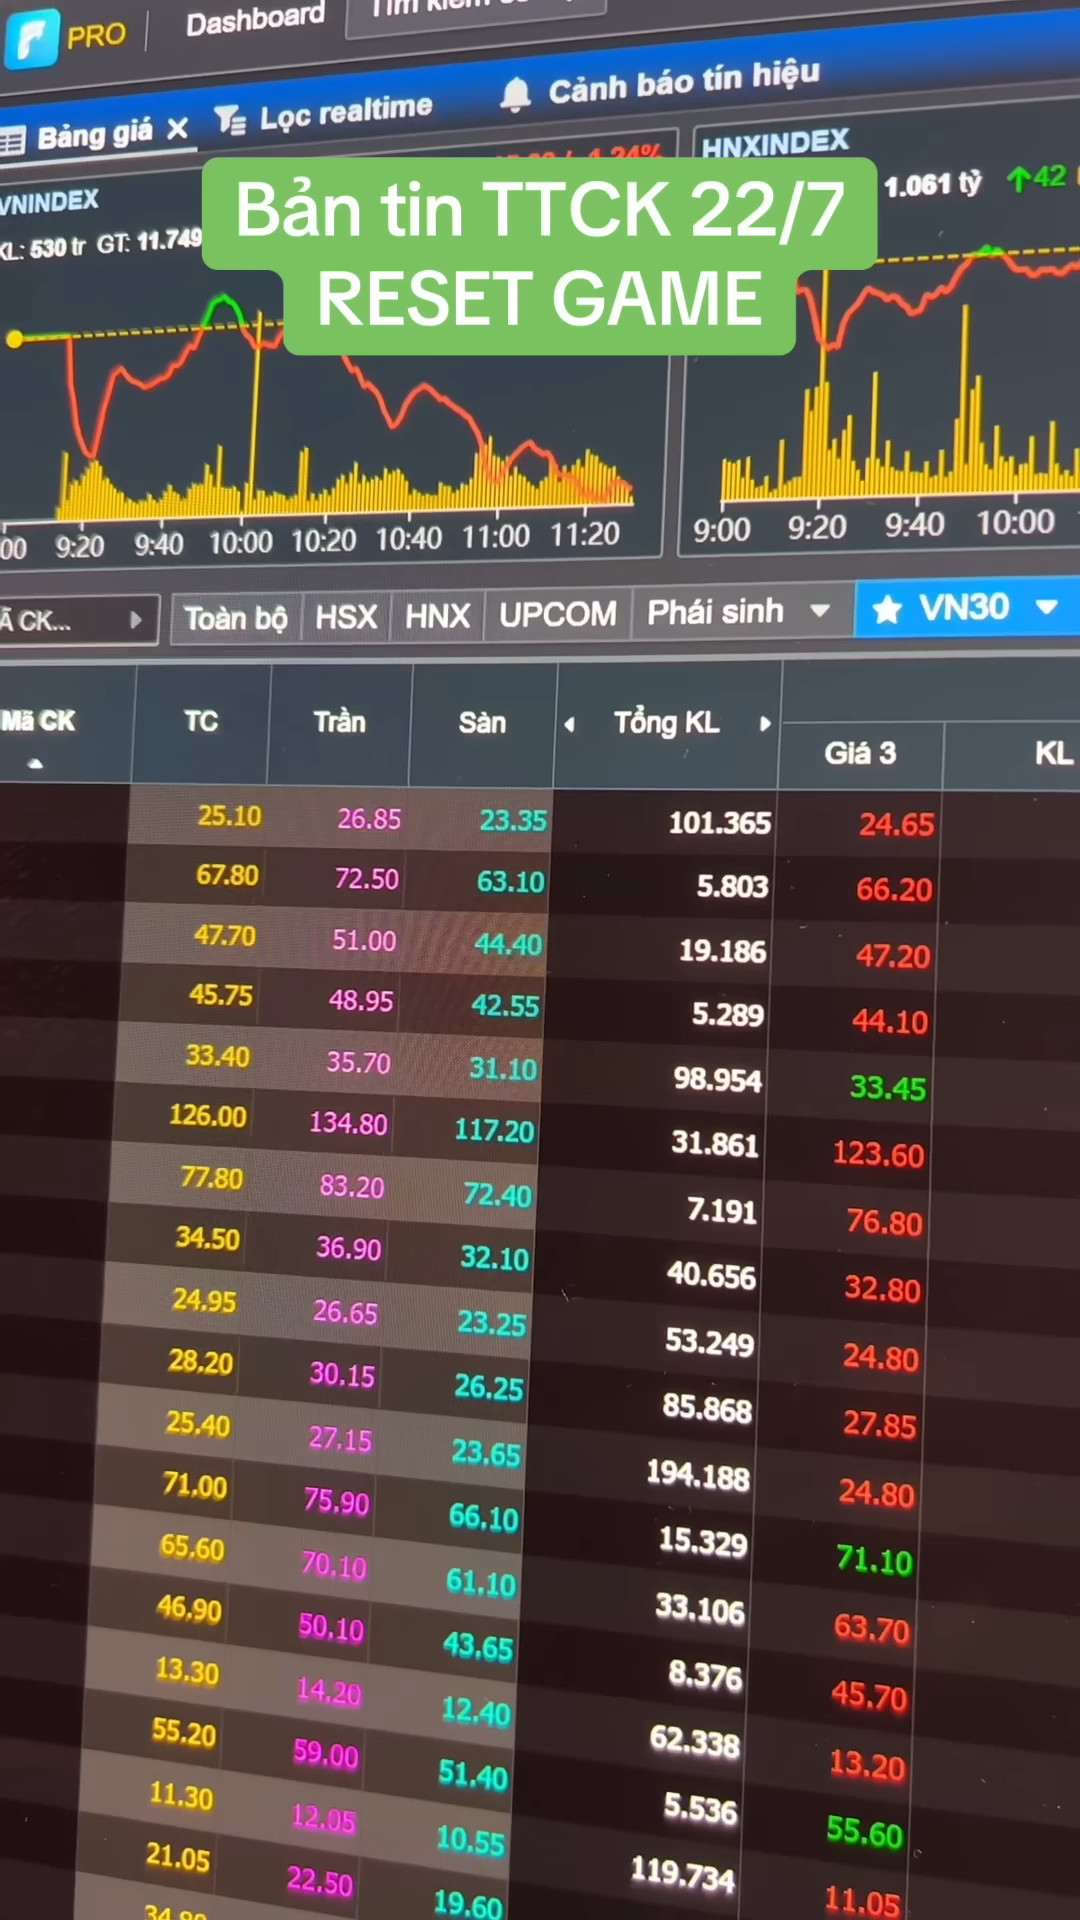 PRO
Dashboard
Bảng giá X
Lọc realtime
Cảnh báo tín hiệu
VNINDEX
1.24%
HNXINDEX
KL: 530 tr GT: 11.749
1.061 tỷ ↑42
Bản tin TTCK 22/7
RESET GAME
00 9:20 9:40 10:00 10:20 10:40 11:00 11:20
9:00 9:20 9:40 10:00
Ã CK...
Toàn bộ HSX HNX UPCOM Phái sinh VN30
Mã CK TC Trần Sàn Tổng KL Giá 3 KL
25.10 26.85 23.35 101.365 24.65
67.80 72.50 63.10 5.803 66.20
47.70 51.00 44.40 19.186 47.20
45.75 48.95 42.55 5.289 44.10
33.40 35.70 31.10 98.954 33.45
126.00 134.80 117.20 31.861 123.60
77.80 83.20 72.40 7.191 76.80
34.50 36.90 32.10 40.656 32.80
24.95 26.65 23.25 53.249 24.80
28.20 30.15 26.25 85.868 27.85
25.40 27.15 23.65 194.188 24.80
71.00 75.90 66.10 15.329 71.10
65.60 70.10 61.10 33.106 63.70
46.90 50.10 43.65 8.376 45.70
13.30 14.20 12.40 62.338 13.20
55.20 59.00 51.40 5.536 55.60
11.30 12.05 10.55 119.734 11.05
21.05 22.50 19.60